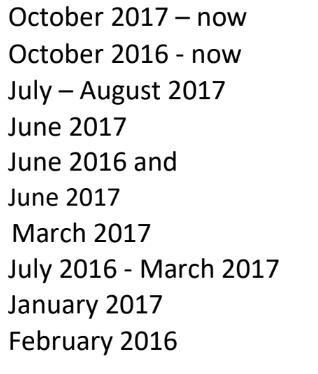 October 2017 – now
October 2016 - now
July – August 2017
June 2017
June 2016 and
June 2017
March 2017
July 2016 - March 2017
January 2017
February 2016